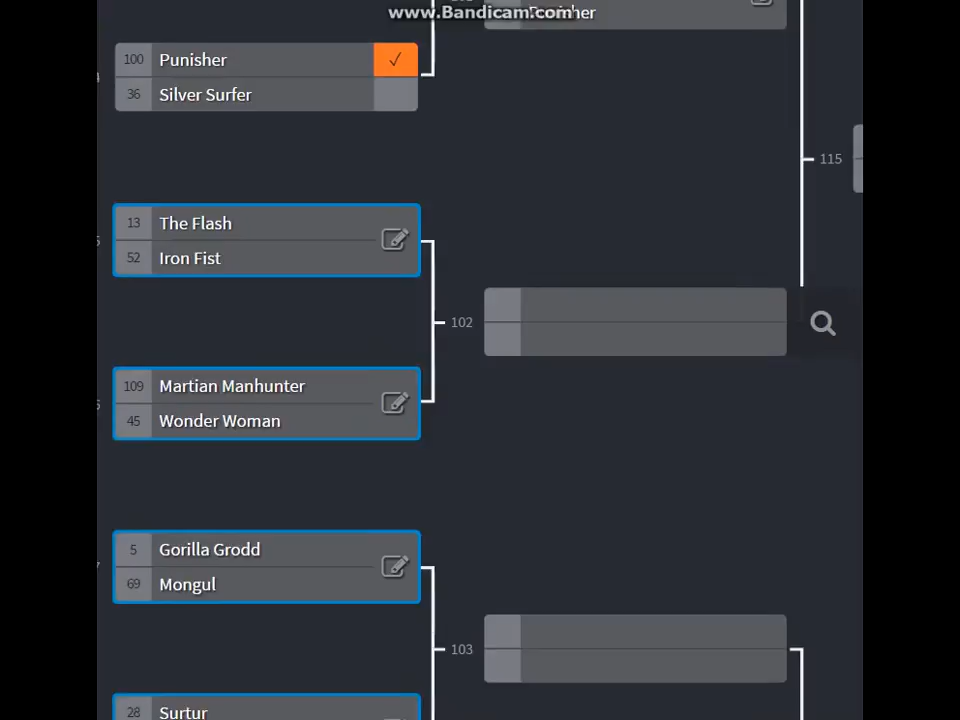 www.Bandicam.com
Punisher
100 Punisher ✓
36 Silver Surfer
115
13 The Flash
52 Iron Fist
102
109 Martian Manhunter
45 Wonder Woman
5 Gorilla Grodd
69 Mongul
103
28 Surtur